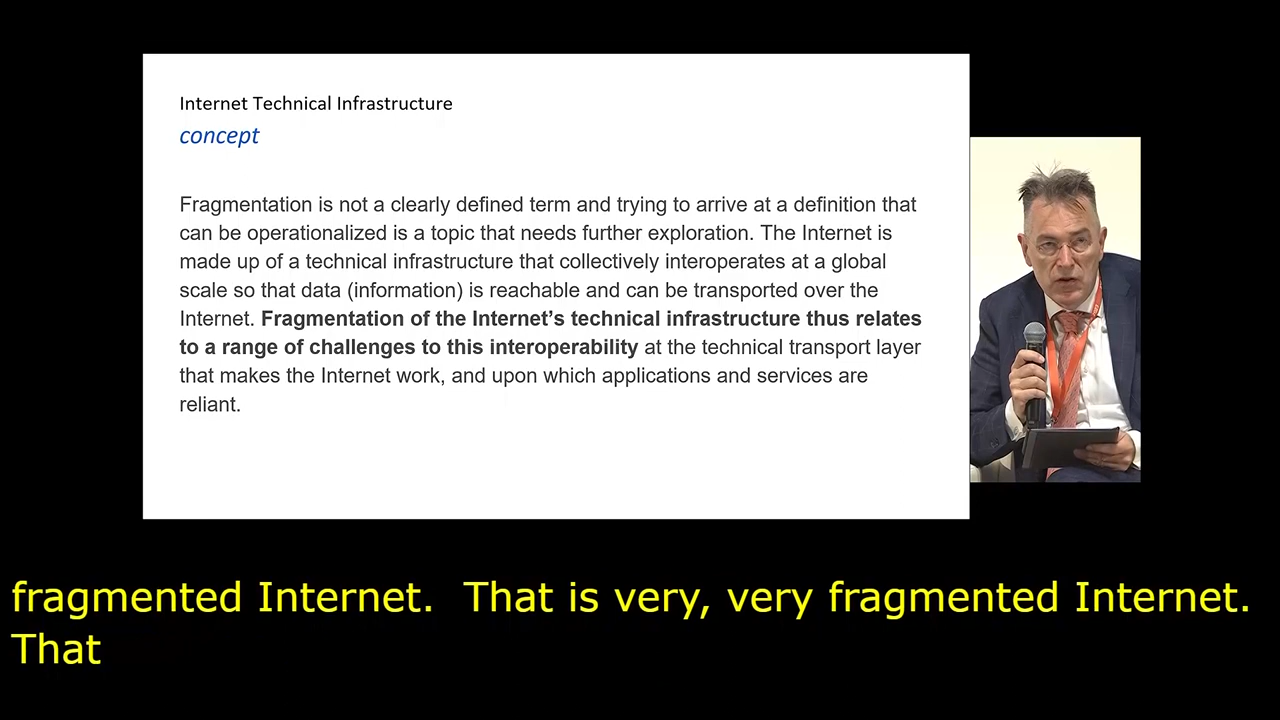 Internet Technical Infrastructure
concept
Fragmentation is not a clearly defined term and trying to arrive at a definition that
can be operationalized is a topic that needs further exploration. The Internet is
made up of a technical infrastructure that collectively interoperates at a global
scale so that data (information) is reachable and can be transported over the
Internet. Fragmentation of the Internet’s technical infrastructure thus relates
to a range of challenges to this interoperability at the technical transport layer
that makes the Internet work, and upon which applications and services are
reliant.
fragmented Internet.  That is very, very fragmented Internet.
That